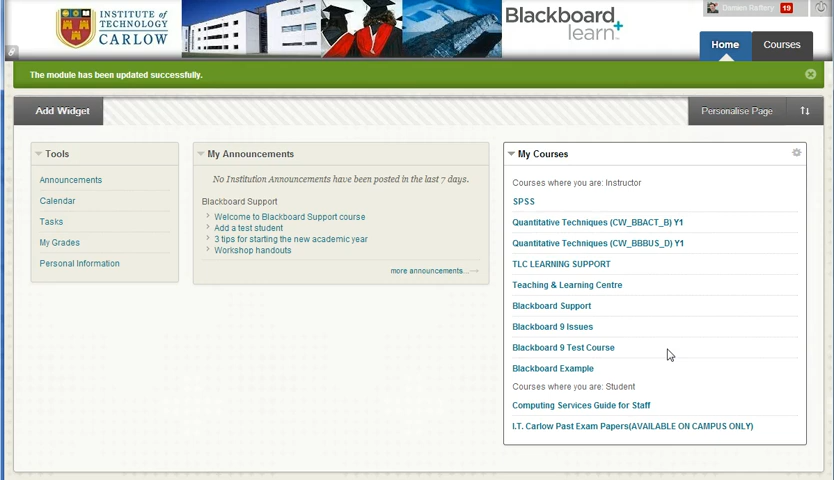 INSTITUTE of
TECHNOLOGY
CARLOW
Blackboard
learn+
Damien Raftery 19
Home
Courses
The module has been updated successfully.
Add Widget
Personalise Page
Tools
Announcements
Calendar
Tasks
My Grades
Personal Information
My Announcements
No Institution Announcements have been posted in the last 7 days.
Blackboard Support
Welcome to Blackboard Support course
Add a test student
3 tips for starting the new academic year
Workshop handouts
more announcements...
My Courses
Courses where you are: Instructor
SPSS
Quantitative Techniques (CW_BBACT_B) Y1
Quantitative Techniques (CW_BBBUS_D) Y1
TLC LEARNING SUPPORT
Teaching & Learning Centre
Blackboard Support
Blackboard 9 Issues
Blackboard 9 Test Course
Blackboard Example
Courses where you are: Student
Computing Services Guide for Staff
I.T. Carlow Past Exam Papers(AVAILABLE ON CAMPUS ONLY)